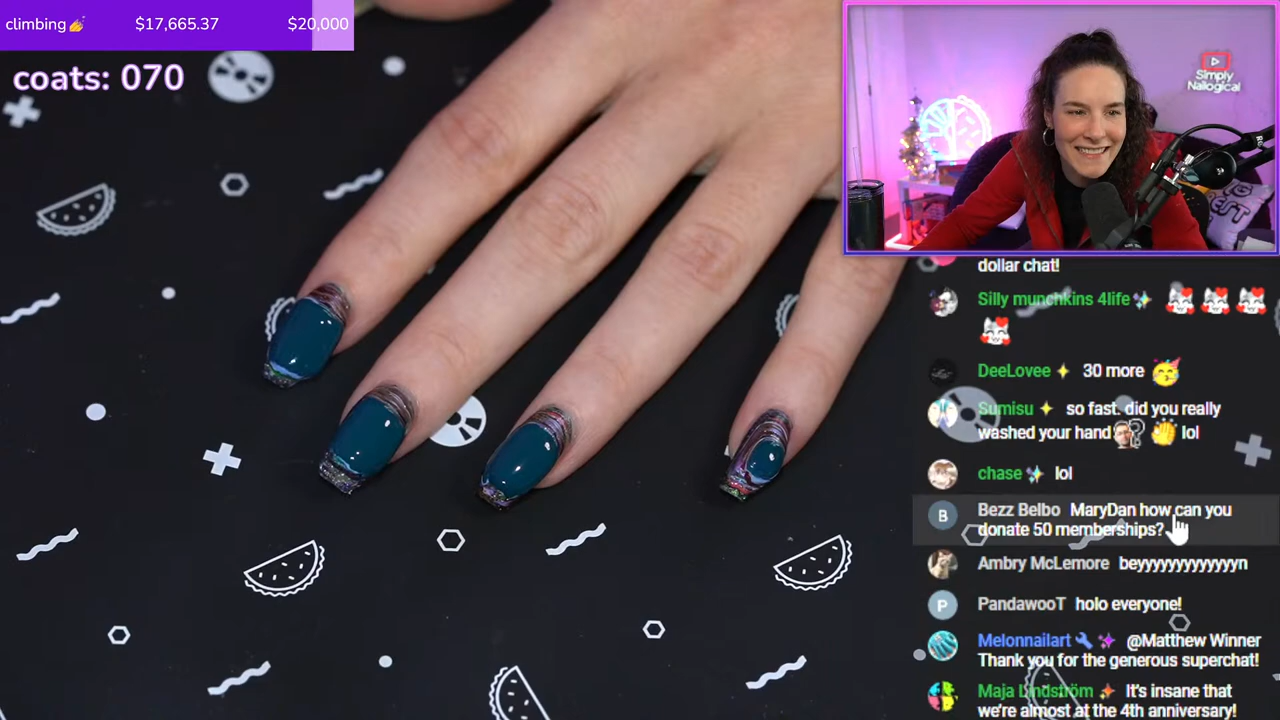 climbing💅 $17,665.37 $20,000
coats: 070
Simply
Nailogical
dollar chat!
Silly munchkins 4life
DeeLovee 30 more 🥳
Sumisu so fast. did you really
washed your hand 👏 lol
chase lol
B
Bezz Belbo MaryDan how can you
donate 50 memberships?
Ambry McLemore beyyyyyyyyyyyyn
P
PandawooT holo everyone!
Melonnailart @Matthew Winner
Thank you for the generous superchat!
Maja Lindström It's insane that
we're almost at the 4th anniversary!